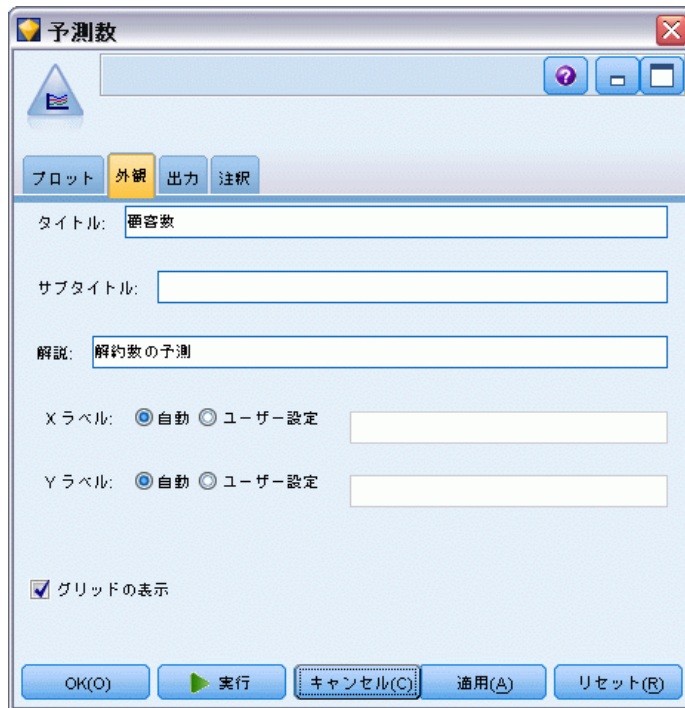 予測数
?
プロット 外観 出力 注釈
タイトル: 顧客数
サブタイトル:
解説: 解約数の予測
X ラベル: 自動 ユーザー設定
Y ラベル: 自動 ユーザー設定
グリッドの表示
OK(O) 実行 キャンセル(C) 適用(A) リセット(R)